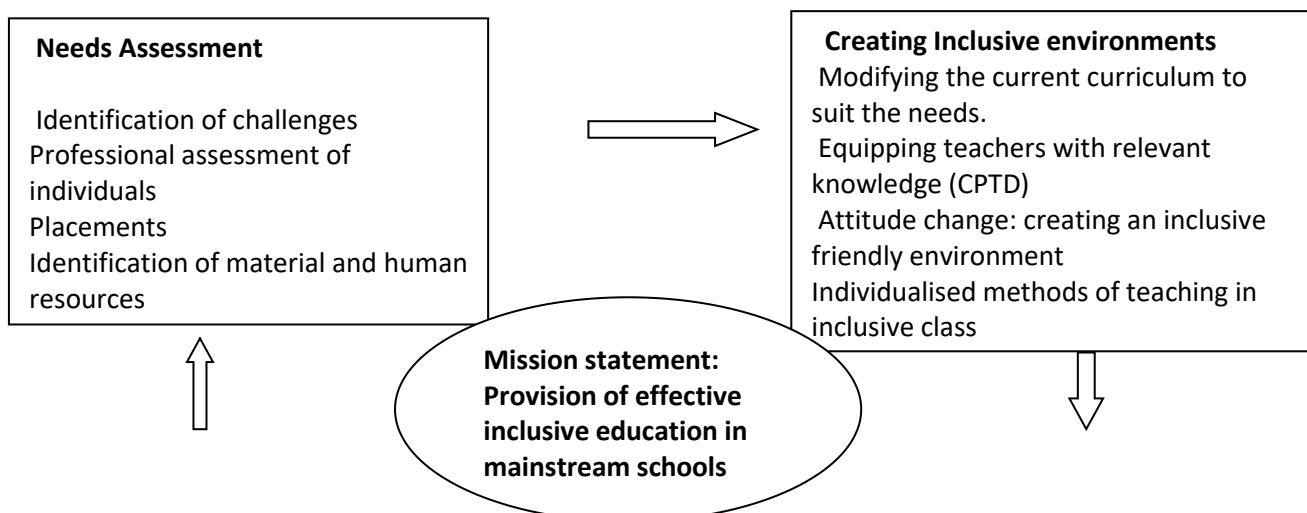 Needs Assessment
Identification of challenges
Professional assessment of
individuals
Placements
Identification of material and human
resources
Creating Inclusive environments
Modifying the current curriculum to
suit the needs.
Equipping teachers with relevant
knowledge (CPTD)
Attitude change: creating an inclusive
friendly environment
Individualised methods of teaching in
inclusive class
Mission statement:
Provision of effective
inclusive education in
mainstream schools